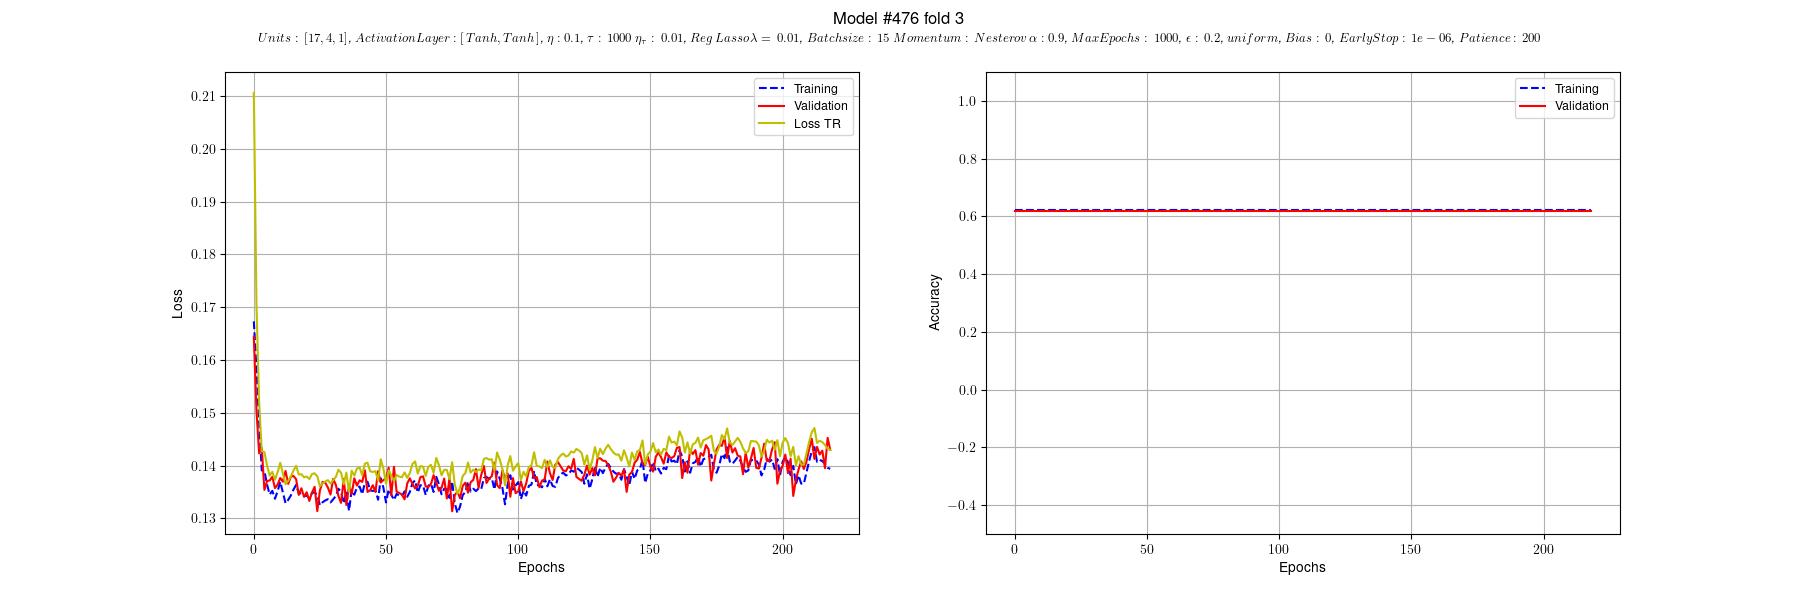 Model #476 fold 3
Units : [17, 4, 1], ActivationLayer : [Tanh, Tanh], η : 0.1, τ : 1000 η_τ : 0.01, Reg Lasso λ = 0.01, Batchsize : 15 Momentum : Nesterov α : 0.9, MaxEpochs : 1000, ϵ : 0.2, uniform, Bias : 0, EarlyStop : 1e − 06, Patience : 200
Loss
0.21
0.20
0.19
0.18
0.17
0.16
0.15
0.14
0.13
0 50 100 150 200
Epochs
Training
Validation
Loss TR
Accuracy
1.0
0.8
0.6
0.4
0.2
0.0
−0.2
−0.4
0 50 100 150 200
Epochs
Training
Validation